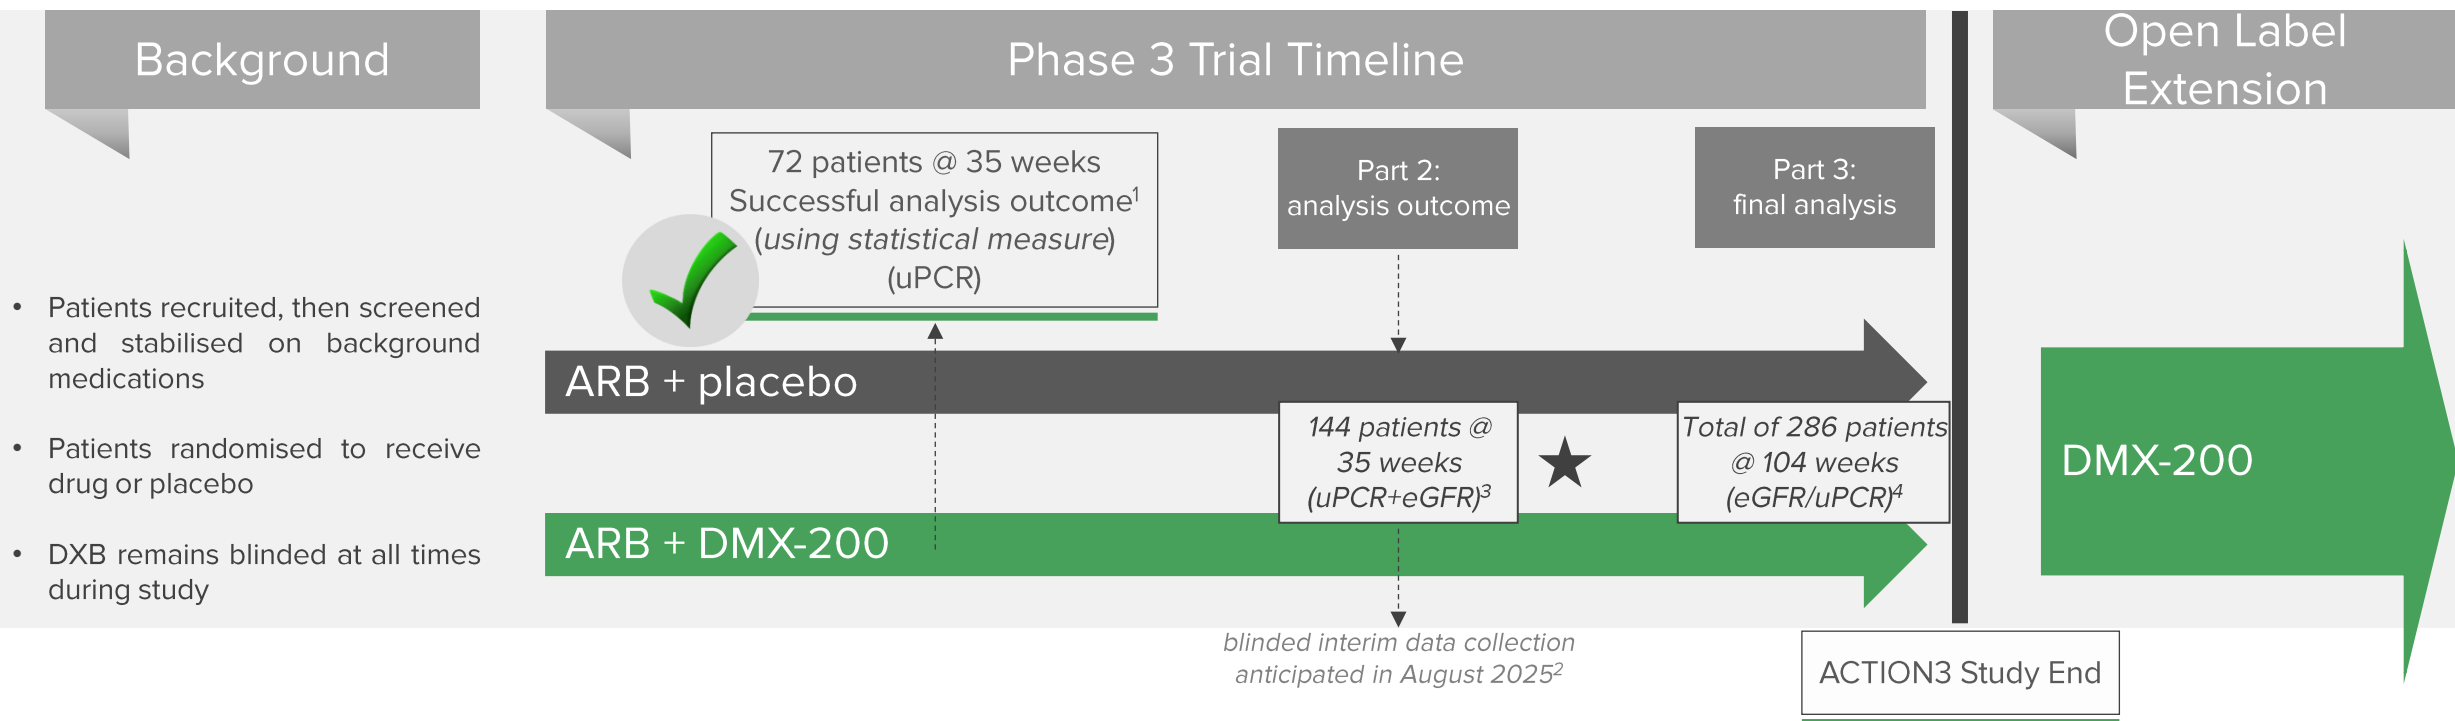 Background
• Patients recruited, then screened
and stabilised on background
medications
• Patients randomised to receive
drug or placebo
• DXB remains blinded at all times
during study
Phase 3 Trial Timeline
72 patients @ 35 weeks
Successful analysis outcome¹
(using statistical measure)
(uPCR)
Part 2:
analysis outcome
Part 3:
final analysis
ARB + placebo
144 patients @
35 weeks
(uPCR+eGFR)³
Total of 286 patients
@ 104 weeks
(eGFR/uPCR)⁴
ARB + DMX-200
blinded interim data collection
anticipated in August 2025²
ACTION3 Study End
Open Label
Extension
DMX-200